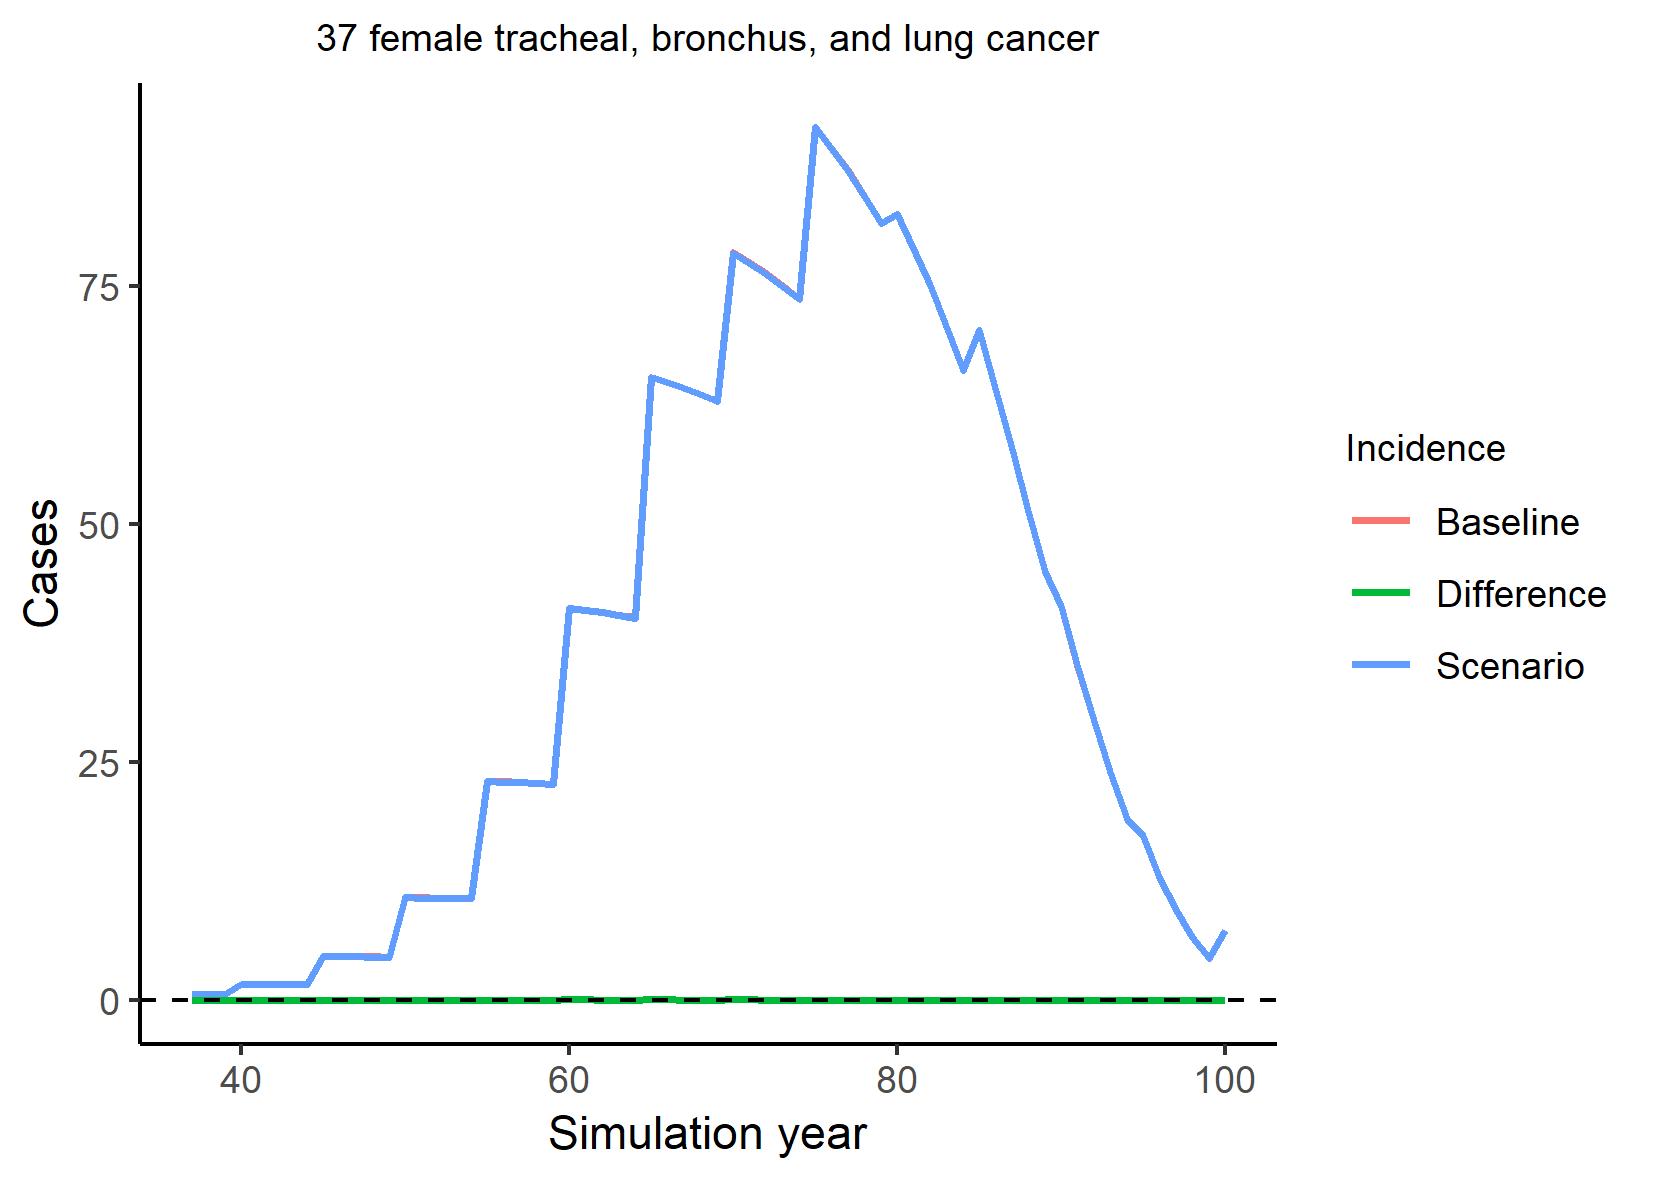 37 female tracheal, bronchus, and lung cancer
Cases
75
50
25
0
40 60 80 100
Simulation year
Incidence
Baseline
Difference
Scenario